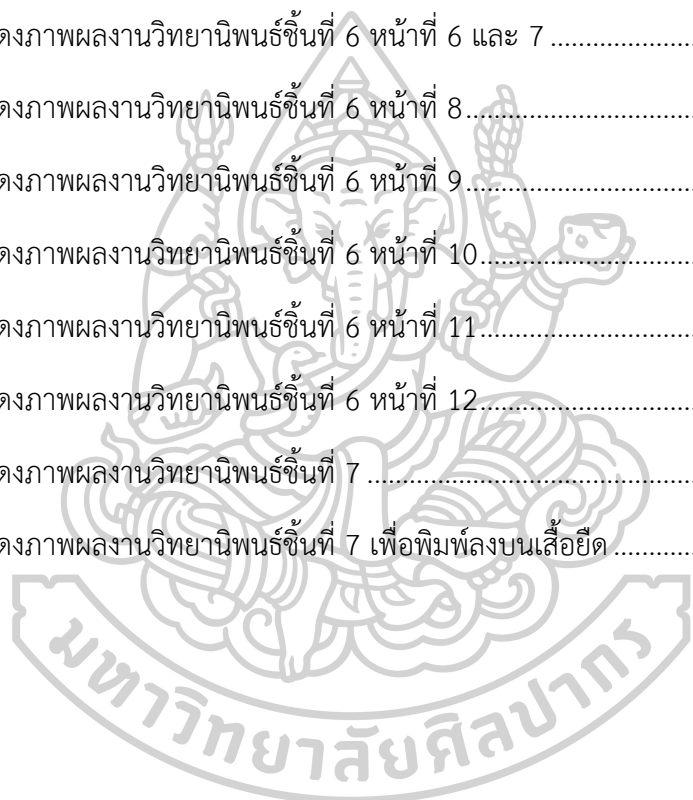 ดงภาพผลงานวิทยานิพนธ์ชิ้นที่ 6 หน้าที่ 6 และ 7 ......................
ดงภาพผลงานวิทยานิพนธ์ชิ้นที่ 6 หน้าที่ 8..................................
ดงภาพผลงานวิทยานิพนธ์ชิ้นที่ 6 หน้าที่ 9..................................
ดงภาพผลงานวิทยานิพนธ์ชิ้นที่ 6 หน้าที่ 10................................
ดงภาพผลงานวิทยานิพนธ์ชิ้นที่ 6 หน้าที่ 11................................
ดงภาพผลงานวิทยานิพนธ์ชิ้นที่ 6 หน้าที่ 12................................
ดงภาพผลงานวิทยานิพนธ์ชิ้นที่ 7 ................................................
ดงภาพผลงานวิทยานิพนธ์ชิ้นที่ 7 เพื่อพิมพ์ลงบนเสื้อยืด ............
มหาวิทยาลัยศิลปากร